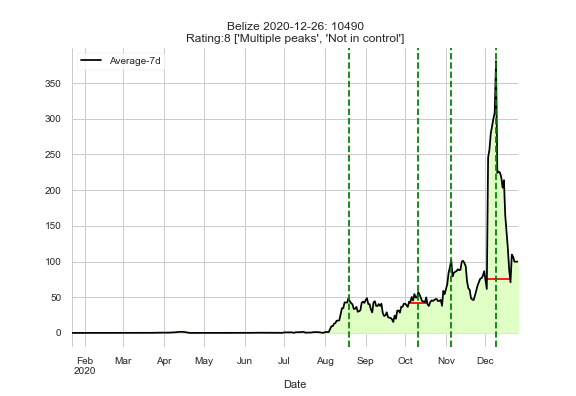 Belize 2020-12-26: 10490
Rating:8 ['Multiple peaks', 'Not in control']
Average-7d
350
300
250
200
150
100
50
0
Feb Mar Apr May Jun Jul Aug Sep Oct Nov Dec
2020
Date